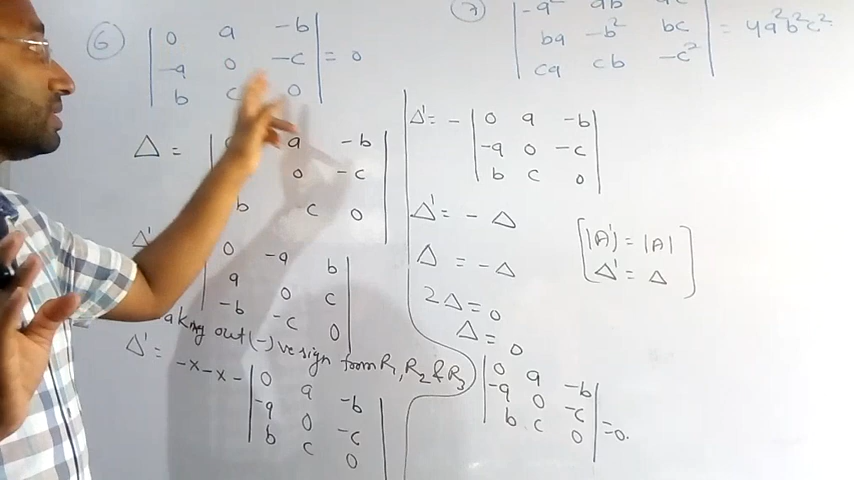 ⑥ | 0 a -b |
| -a 0 -c | = 0
| b c 0 |
⑦ | -a² ab
| ba -b² bc | = 4a²b²c²
| ca cb -c² |
Δ = | a -b |
0 -c |
b c 0 |
Δ' | 0 -a b |
| a 0 c |
| -b -c 0 |
aking out (-)ve sign from R₁, R₂ & R₃
Δ' = -x-x- | 0 a -b |
| -a 0 -c |
| b c 0 |
Δ' = - | 0 a -b |
| -a 0 -c |
| b c 0 |
Δ' = - Δ
Δ = -Δ
2Δ = 0
Δ = 0
| 0 a -b |
| -a 0 -c |
| b c 0 | = 0.
[ |A'| = |A|
Δ' = Δ ]